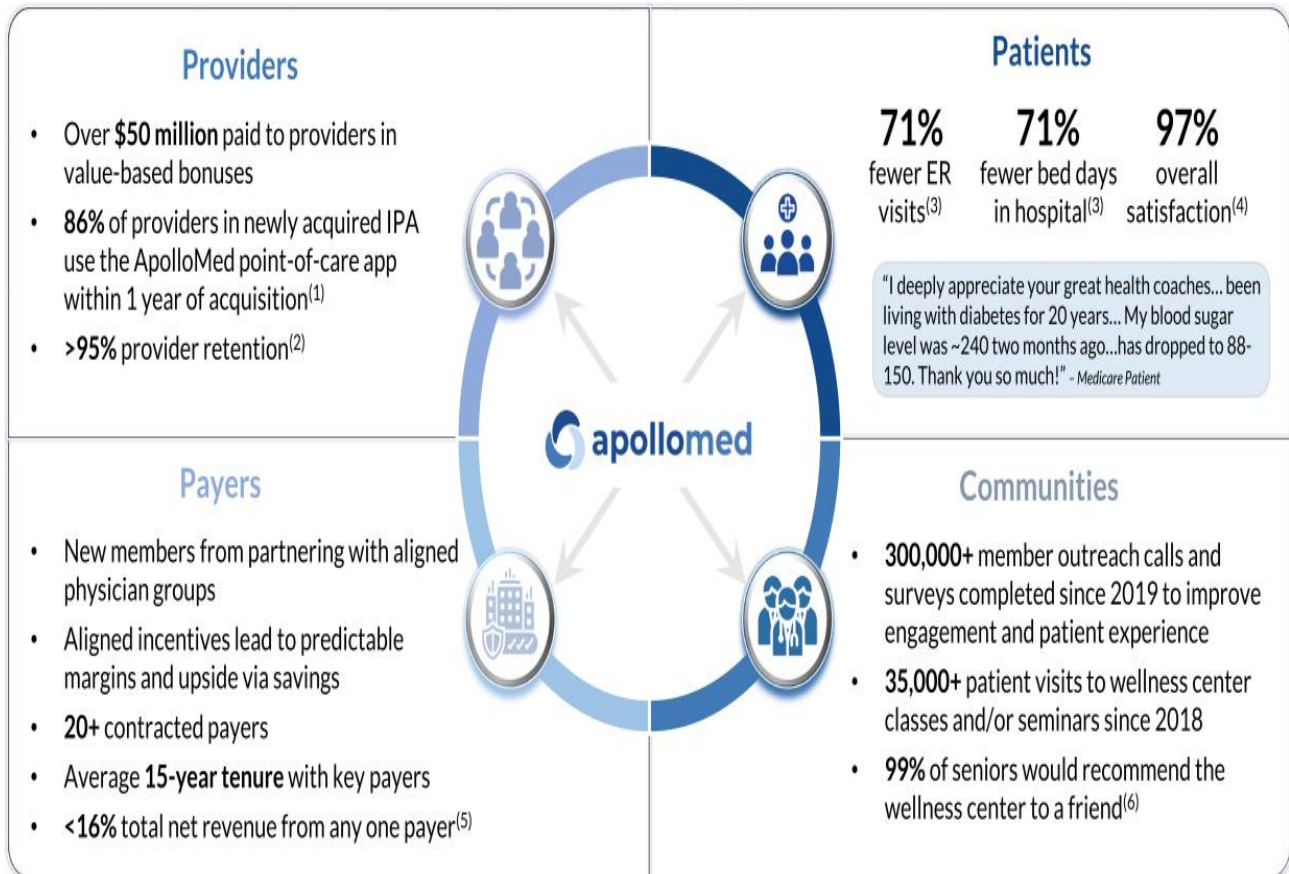 Providers
• Over $50 million paid to providers in
value-based bonuses
• 86% of providers in newly acquired IPA
use the ApolloMed point-of-care app
within 1 year of acquisition(1)
• >95% provider retention(2)
Patients
71% 71% 97%
fewer ER fewer bed days overall
visits(3) in hospital(3) satisfaction(4)
“I deeply appreciate your great health coaches... been
living with diabetes for 20 years... My blood sugar
level was ~240 two months ago...has dropped to 88-
150. Thank you so much!” - Medicare Patient
apollomed
Payers
• New members from partnering with aligned
physician groups
• Aligned incentives lead to predictable
margins and upside via savings
• 20+ contracted payers
• Average 15-year tenure with key payers
• <16% total net revenue from any one payer(5)
Communities
• 300,000+ member outreach calls and
surveys completed since 2019 to improve
engagement and patient experience
• 35,000+ patient visits to wellness center
classes and/or seminars since 2018
• 99% of seniors would recommend the
wellness center to a friend(6)